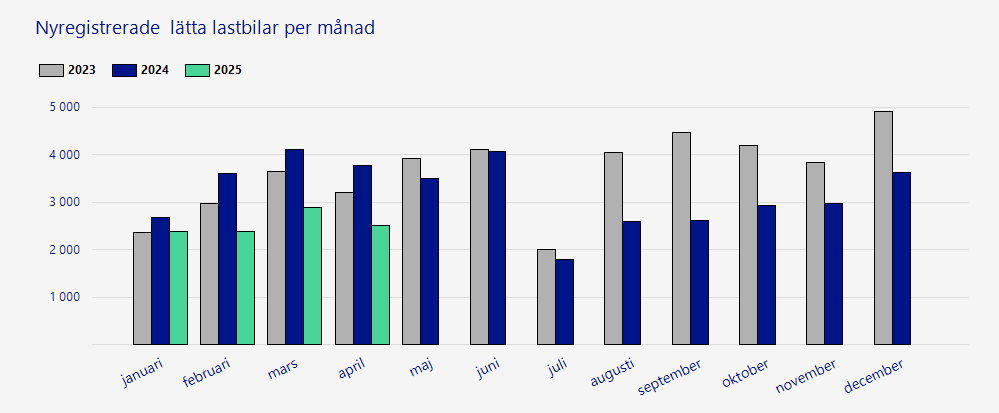 Nyregistrerade  lätta lastbilar per månad
2023 2024 2025
5 000
4 000
3 000
2 000
1 000
januari februari mars april maj juni juli augusti september oktober november december